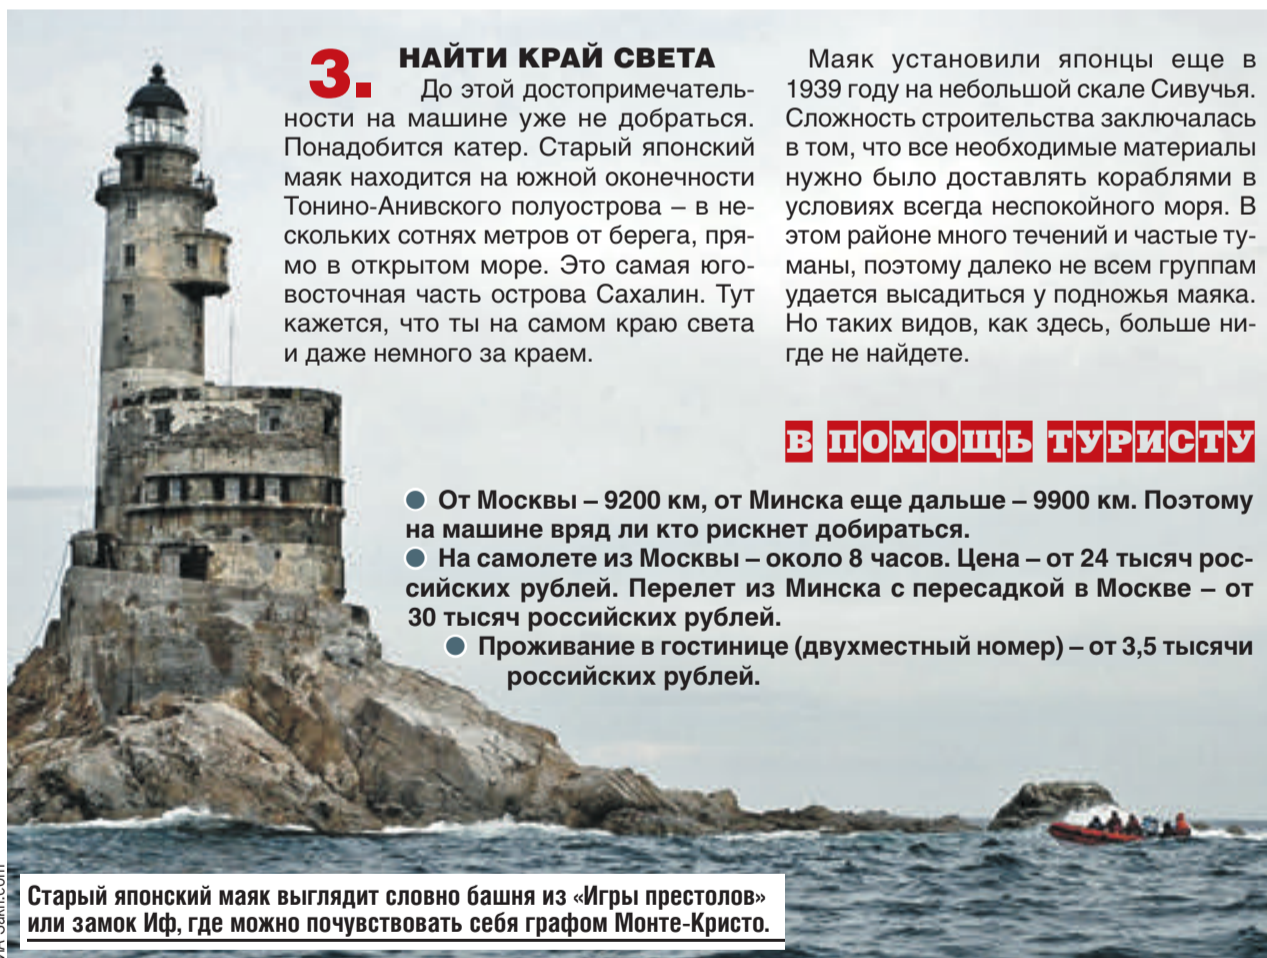 3.
НАЙТИ КРАЙ СВЕТА
До этой достопримечатель-
ности на машине уже не добраться.
Понадобится катер. Старый японский
маяк находится на южной оконечности
Тонино-Анивского полуострова – в не-
скольких сотнях метров от берега, пря-
мо в открытом море. Это самая юго-
восточная часть острова Сахалин. Тут
кажется, что ты на самом краю света
и даже немного за краем.
Маяк установили японцы еще в
1939 году на небольшой скале Сивучья.
Сложность строительства заключалась
в том, что все необходимые материалы
нужно было доставлять кораблями в
условиях всегда неспокойного моря. В
этом районе много течений и частые ту-
маны, поэтому далеко не всем группам
удается высадиться у подножья маяка.
Но таких видов, как здесь, больше ни-
где не найдете.
В ПОМОЩЬ ТУРИСТУ
● От Москвы – 9200 км, от Минска еще дальше – 9900 км. Поэтому
на машине вряд ли кто рискнет добираться.
● На самолете из Москвы – около 8 часов. Цена – от 24 тысяч рос-
сийских рублей. Перелет из Минска с пересадкой в Москве – от
30 тысяч российских рублей.
● Проживание в гостинице (двухместный номер) – от 3,5 тысячи
российских рублей.
Старый японский маяк выглядит словно башня из «Игры престолов»
или замок Иф, где можно почувствовать себя графом Монте-Кристо.